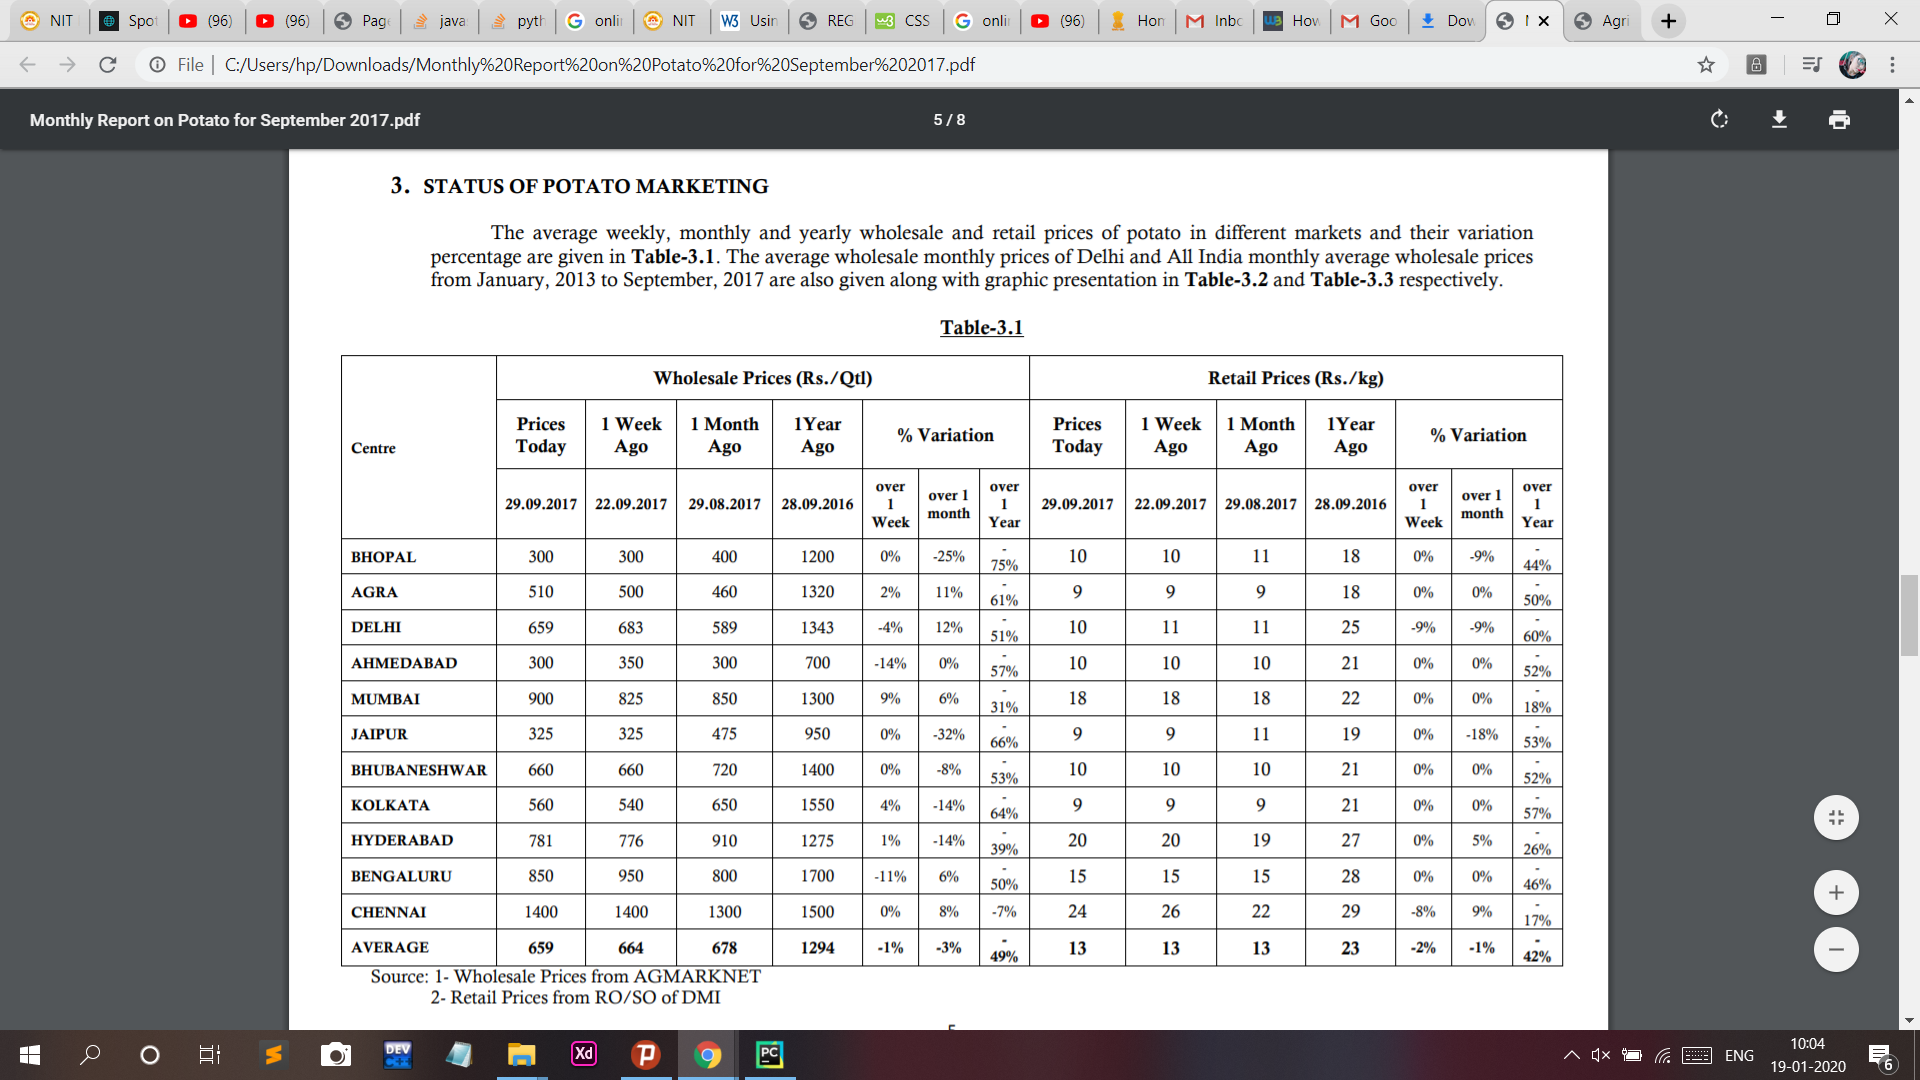 NIT Spot (96) (96) Page java pyth onlin NIT W3 Usin REG w3 CSS onlin (96) Hon Inbo W3 How Goo Dow Agri
File C:/Users/hp/Downloads/Monthly%20Report%20on%20Potato%20for%20September%202017.pdf
Monthly Report on Potato for September 2017.pdf 5 / 8
3. STATUS OF POTATO MARKETING
The average weekly, monthly and yearly wholesale and retail prices of potato in different markets and their variation
percentage are given in Table-3.1. The average wholesale monthly prices of Delhi and All India monthly average wholesale prices
from January, 2013 to September, 2017 are also given along with graphic presentation in Table-3.2 and Table-3.3 respectively.
Table-3.1
Centre Wholesale Prices (Rs./Qtl) Retail Prices (Rs./kg)
Prices Today 1 Week Ago 1 Month Ago 1Year Ago % Variation Prices Today 1 Week Ago 1 Month Ago 1Year Ago % Variation
29.09.2017 22.09.2017 29.08.2017 28.09.2016 over 1 Week over 1 month over 1 Year 29.09.2017 22.09.2017 29.08.2017 28.09.2016 over 1 Week over 1 month over 1 Year
BHOPAL 300 300 400 1200 0% -25% -75% 10 10 11 18 0% -9% -44%
AGRA 510 500 460 1320 2% 11% -61% 9 9 9 18 0% 0% -50%
DELHI 659 683 589 1343 -4% 12% -51% 10 11 11 25 -9% -9% -60%
AHMEDABAD 300 350 300 700 -14% 0% -57% 10 10 10 21 0% 0% -52%
MUMBAI 900 825 850 1300 9% 6% -31% 18 18 18 22 0% 0% -18%
JAIPUR 325 325 475 950 0% -32% -66% 9 9 11 19 0% -18% -53%
BHUBANESHWAR 660 660 720 1400 0% -8% -53% 10 10 10 21 0% 0% -52%
KOLKATA 560 540 650 1550 4% -14% -64% 9 9 9 21 0% 0% -57%
HYDERABAD 781 776 910 1275 1% -14% -39% 20 20 19 27 0% 5% -26%
BENGALURU 850 950 800 1700 -11% 6% -50% 15 15 15 28 0% 0% -46%
CHENNAI 1400 1400 1300 1500 0% 8% -7% 24 26 22 29 -8% 9% -17%
AVERAGE 659 664 678 1294 -1% -3% -49% 13 13 13 23 -2% -1% -42%
Source: 1- Wholesale Prices from AGMARKNET
2- Retail Prices from RO/SO of DMI
DEV C++ Xd PC ENG 10:04
19-01-2020 6